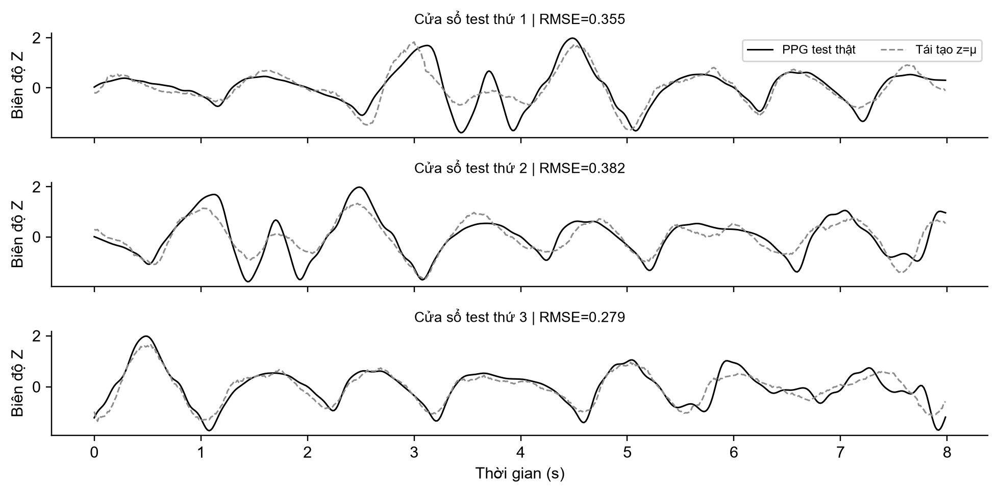 Cửa sổ test thứ 1 | RMSE=0.355
Biên độ Z
2
0
PPG test thật
Tái tạo z=μ
Cửa sổ test thứ 2 | RMSE=0.382
Biên độ Z
2
0
Cửa sổ test thứ 3 | RMSE=0.279
Biên độ Z
2
0
0 1 2 3 4 5 6 7 8
Thời gian (s)